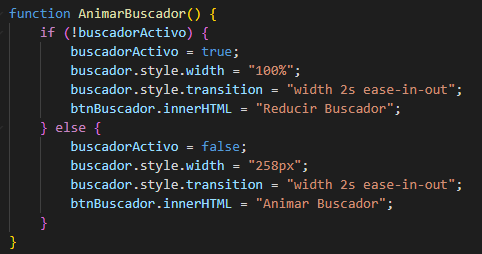 function AnimarBuscador() {
    if (!buscadorActivo) {
        buscadorActivo = true;
        buscador.style.width = "100%";
        buscador.style.transition = "width 2s ease-in-out";
        btnBuscador.innerHTML = "Reducir Buscador";
    } else {
        buscadorActivo = false;
        buscador.style.width = "258px";
        buscador.style.transition = "width 2s ease-in-out";
        btnBuscador.innerHTML = "Animar Buscador";
    }
}